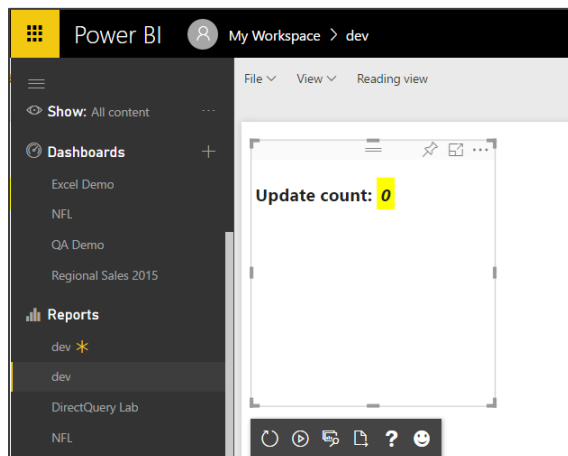 Power BI My Workspace > dev
File View Reading view
Show: All content ...
Dashboards +
Excel Demo
NFL
QA Demo
Regional Sales 2015
Reports
dev *
dev
DirectQuery Lab
NFL
Update count: 0
?